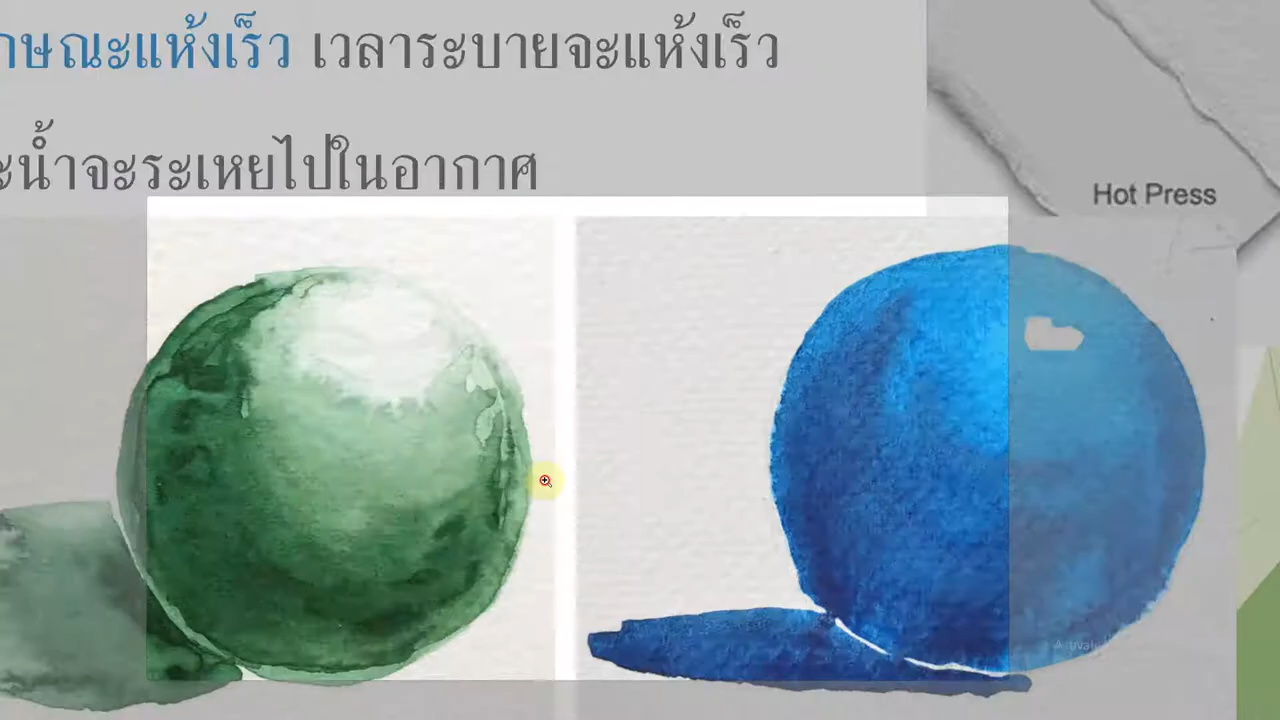 กษณะแห้งเร็ว เวลาระบายจะแห้งเร็ว
ะน้ำจะระเหยไปในอากาศ
Hot Press